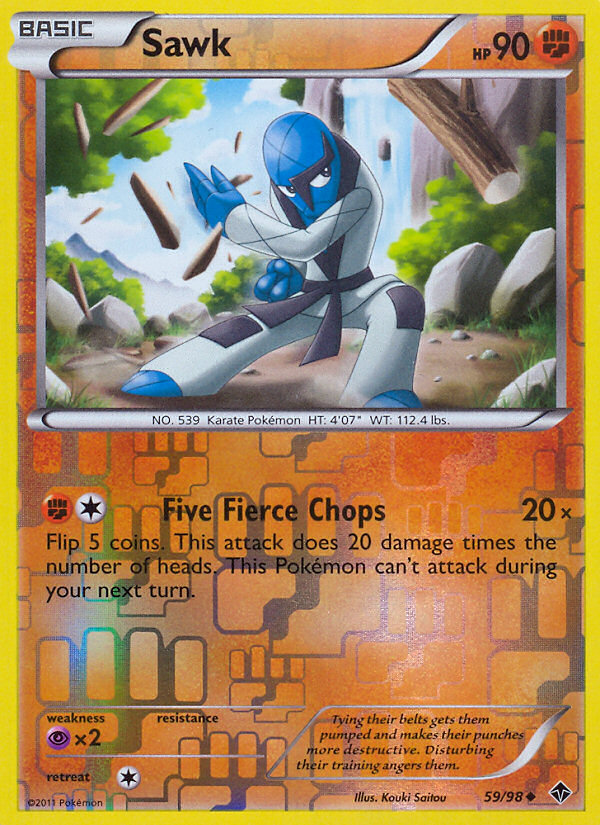 BASIC
Sawk
HP 90
NO. 539 Karate Pokémon HT: 4'07" WT: 112.4 lbs.
Five Fierce Chops 20×
Flip 5 coins. This attack does 20 damage times the
number of heads. This Pokémon can't attack during
your next turn.
weakness resistance
×2
retreat
Tying their belts gets them
pumped and makes their punches
more destructive. Disturbing
their training angers them.
©2011 Pokémon
Illus. Kouki Saitou 59/98